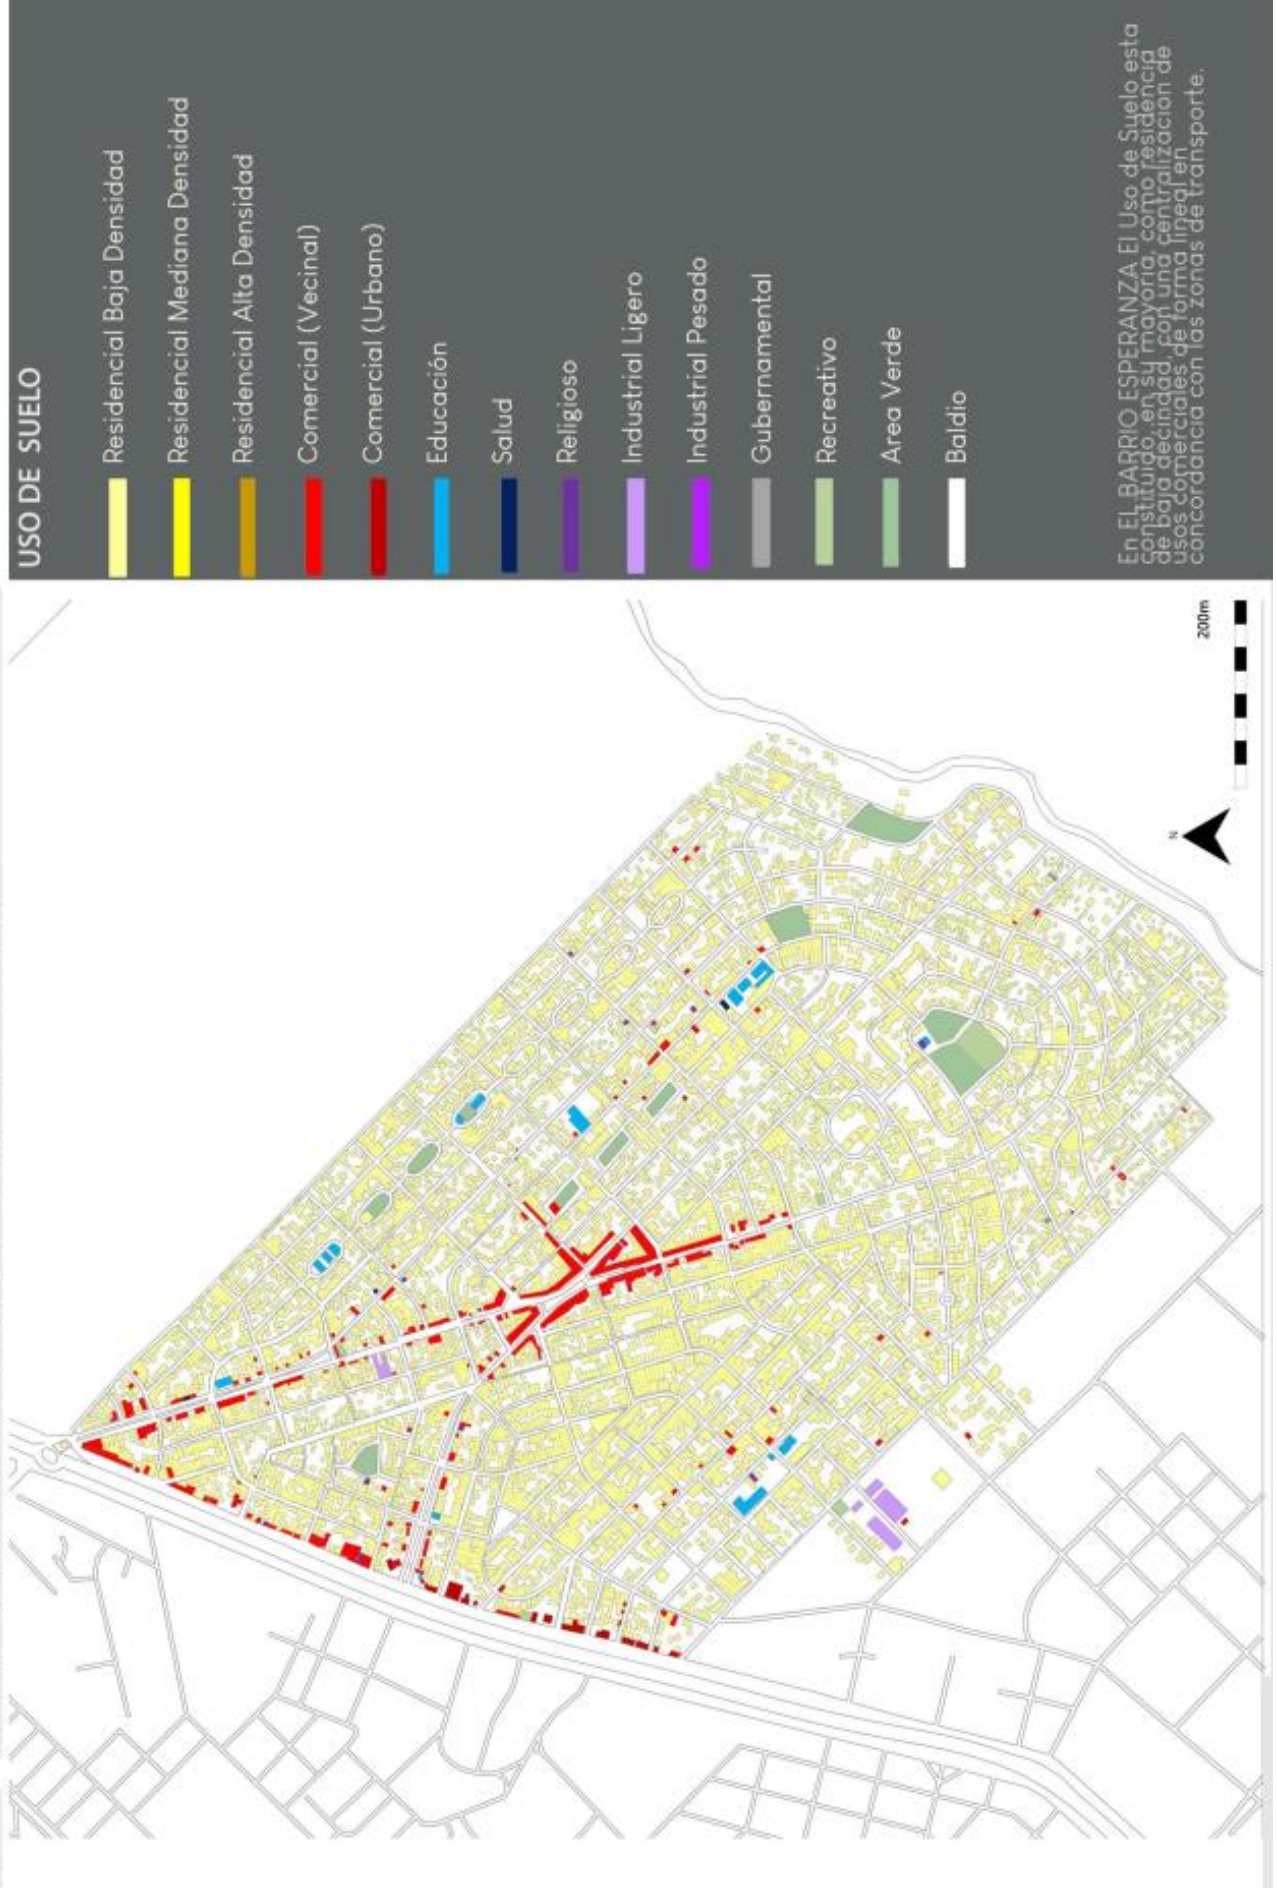 USO DE SUELO
Residencial Baja Densidad
Residencial Mediana Densidad
Residencial Alta Densidad
Comercial (Vecinal)
Comercial (Urbano)
Educación
Salud
Religioso
Industrial Ligero
Industrial Pesado
Gubernamental
Recreativo
Area Verde
Baldio
En EL BARRIO ESPERANZA El Uso de Suelo esta
constituido, en su mayoria, como residencia
de baja decindad, con una centralizacion de
usos comerciales de forma lineal en
concordancia con las zonas de transporte.
200m
N